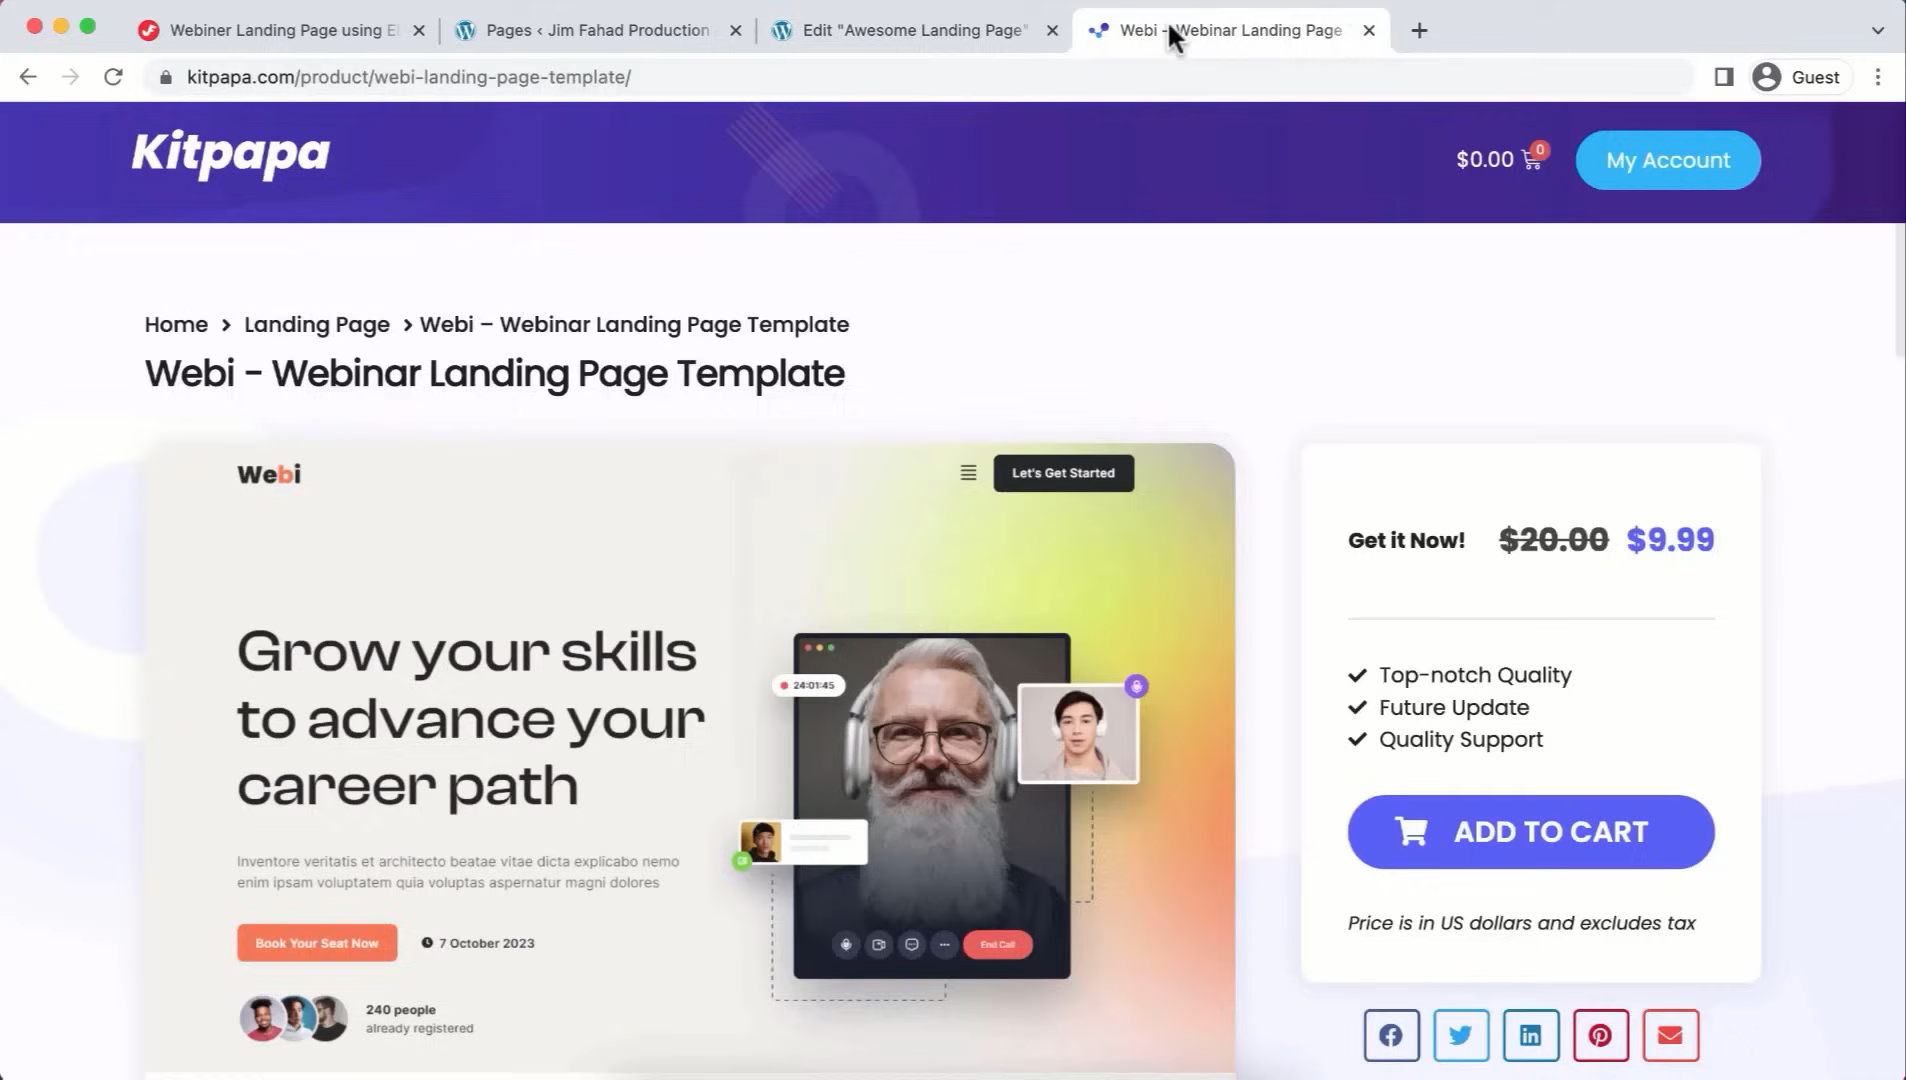 Webiner Landing Page using El
Pages ‹ Jim Fahad Production
Edit "Awesome Landing Page"
Webi - Webinar Landing Page
kitpapa.com/product/webi-landing-page-template/
Guest
Kitpapa
$0.00
0
My Account
Home > Landing Page > Webi – Webinar Landing Page Template
Webi - Webinar Landing Page Template
Webi
Let's Get Started
Grow your skills
to advance your
career path
24:01:45
Inventore veritatis et architecto beatae vitae dicta explicabo nemo
enim ipsam voluptatem quia voluptas aspernatur magni dolores
End Call
Book Your Seat Now
7 October 2023
240 people
already registered
Get it Now! $20.00 $9.99
Top-notch Quality
Future Update
Quality Support
ADD TO CART
Price is in US dollars and excludes tax